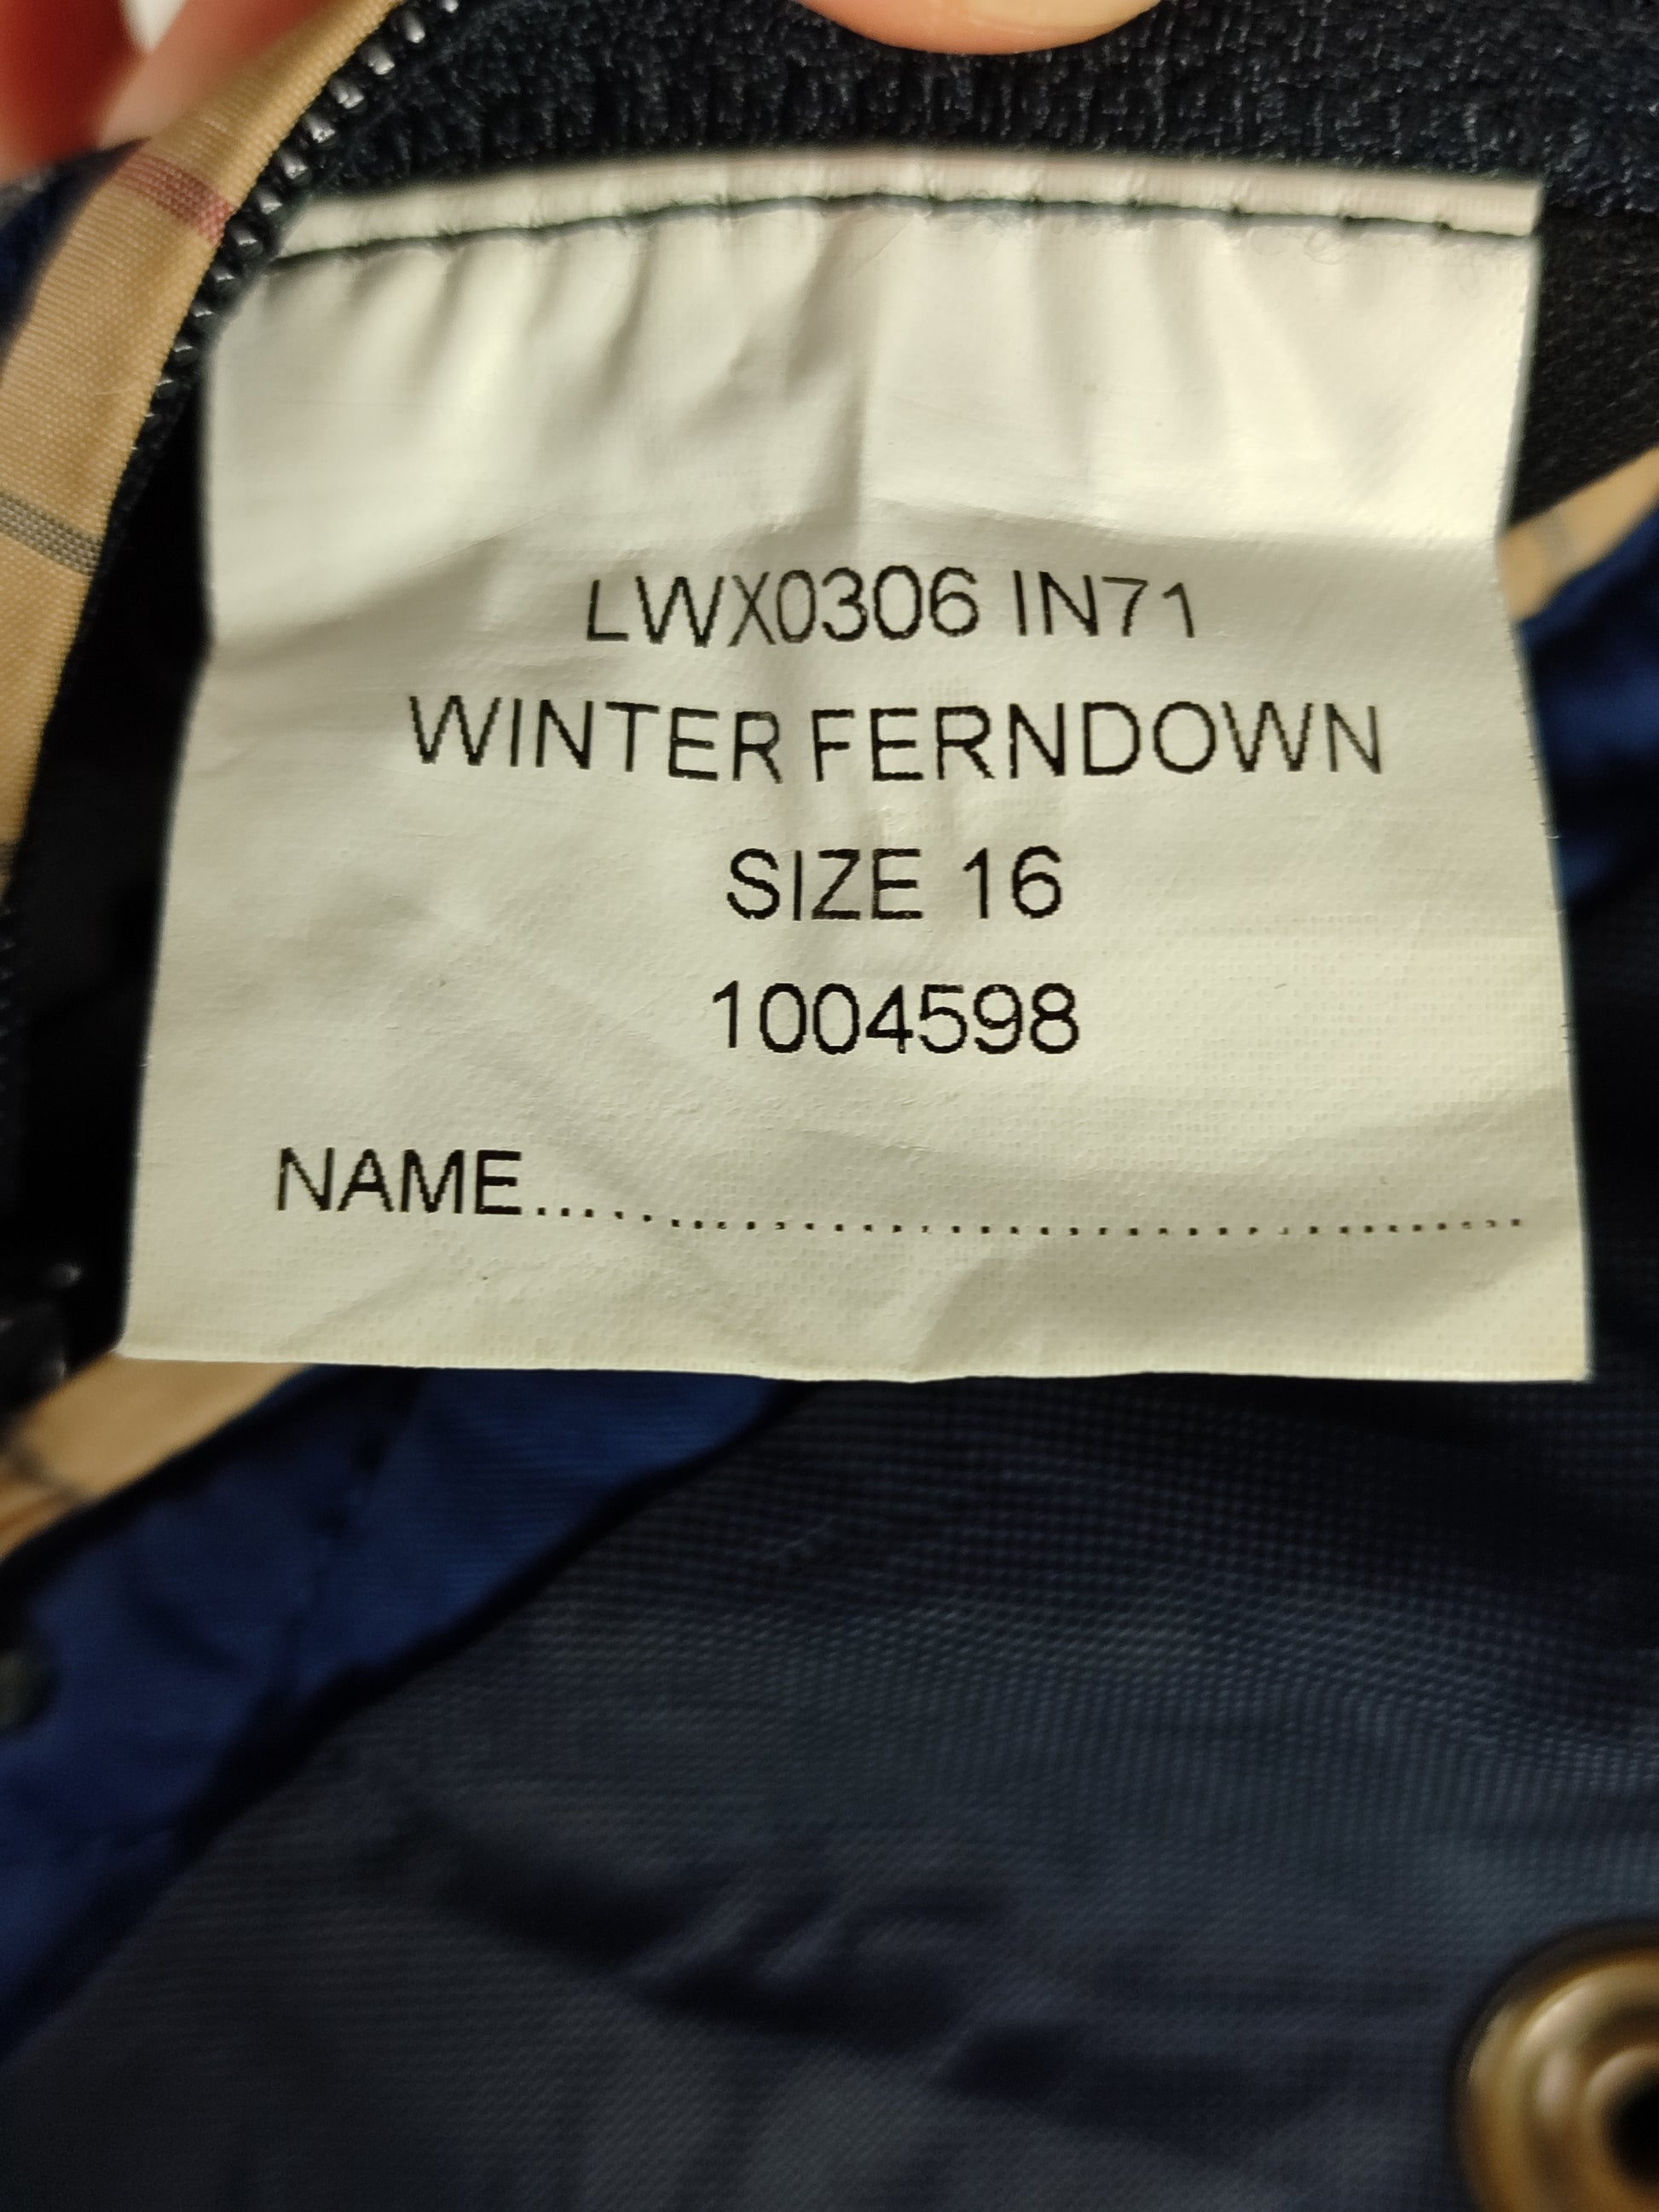 LWX0306 IN71
WINTER FERNDOWN
SIZE 16
1004598
NAME..........................................